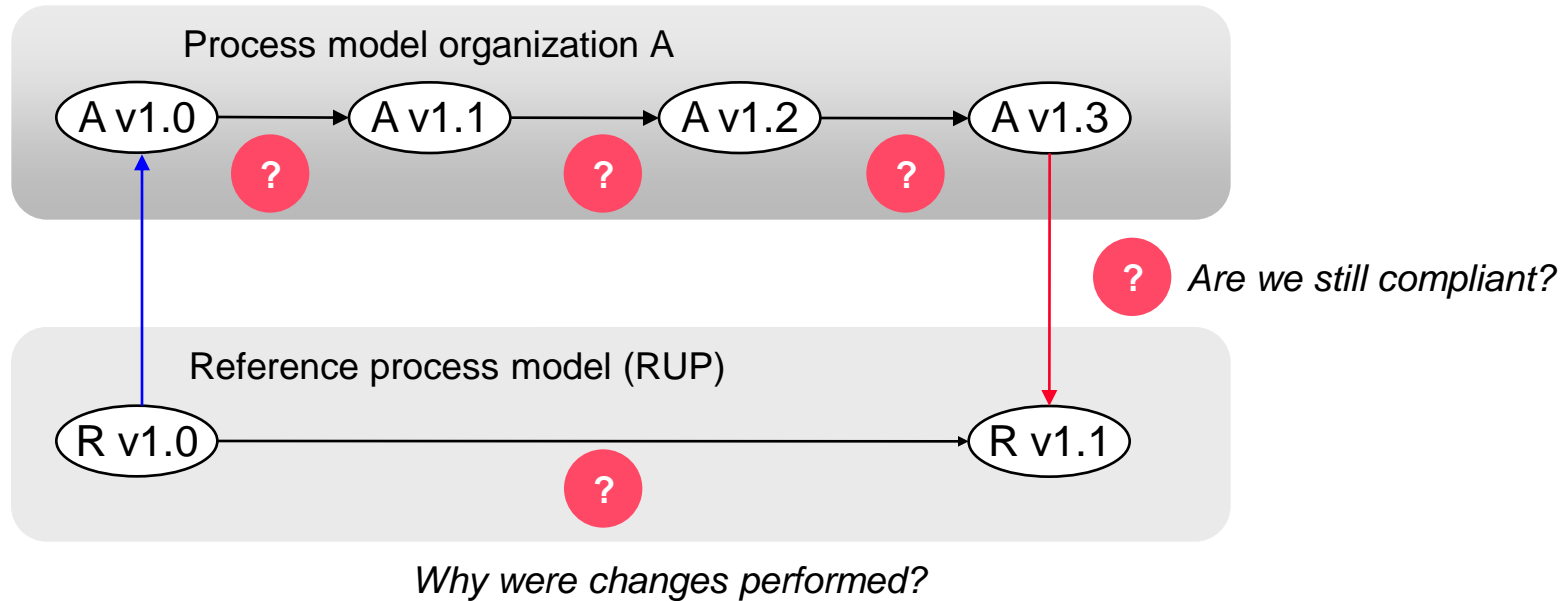 Process model organization A
A v1.0
A v1.1
A v1.2
A v1.3
?
?
?
? Are we still compliant?
Reference process model (RUP)
R v1.0
R v1.1
?
Why were changes performed?